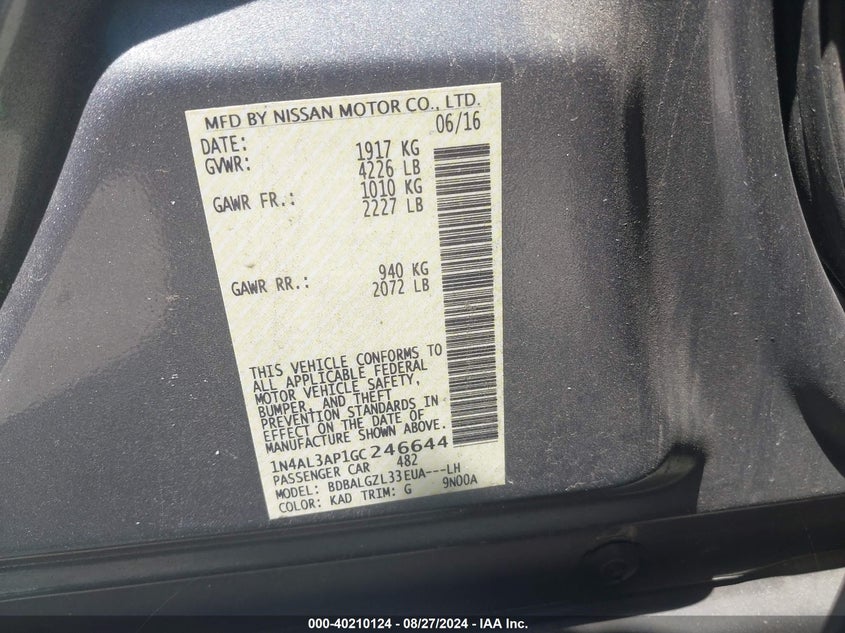 MFD BY NISSAN MOTOR CO., LTD.
DATE: 06/16
GVWR: 1917 KG
4226 LB
GAWR FR.: 1010 KG
2227 LB
GAWR RR.: 940 KG
2072 LB
THIS VEHICLE CONFORMS TO
ALL APPLICABLE FEDERAL
MOTOR VEHICLE SAFETY,
BUMPER, AND THEFT
PREVENTION STANDARDS IN
EFFECT ON THE DATE OF
MANUFACTURE SHOWN ABOVE.
1N4AL3AP1GC246644
PASSENGER CAR 482
MODEL: BDBALGZL33EUA---LH
COLOR: KAD TRIM: G 9N00A
000-40210124 - 08/27/2024 - IAA Inc.